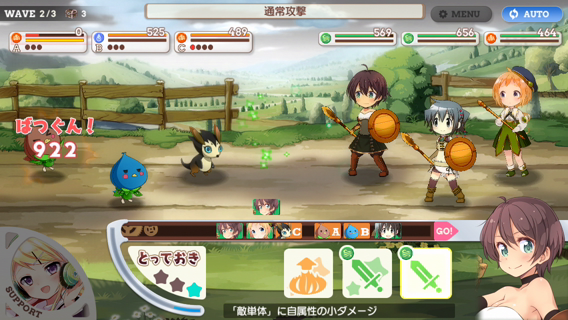 WAVE 2/3 3
通常攻撃
MENU
AUTO
0 525 489 569 656 464
A B C
ばつぐん!
922
C A B GO!
とっておき
SUPPORT
「敵単体」に自属性の小ダメージ